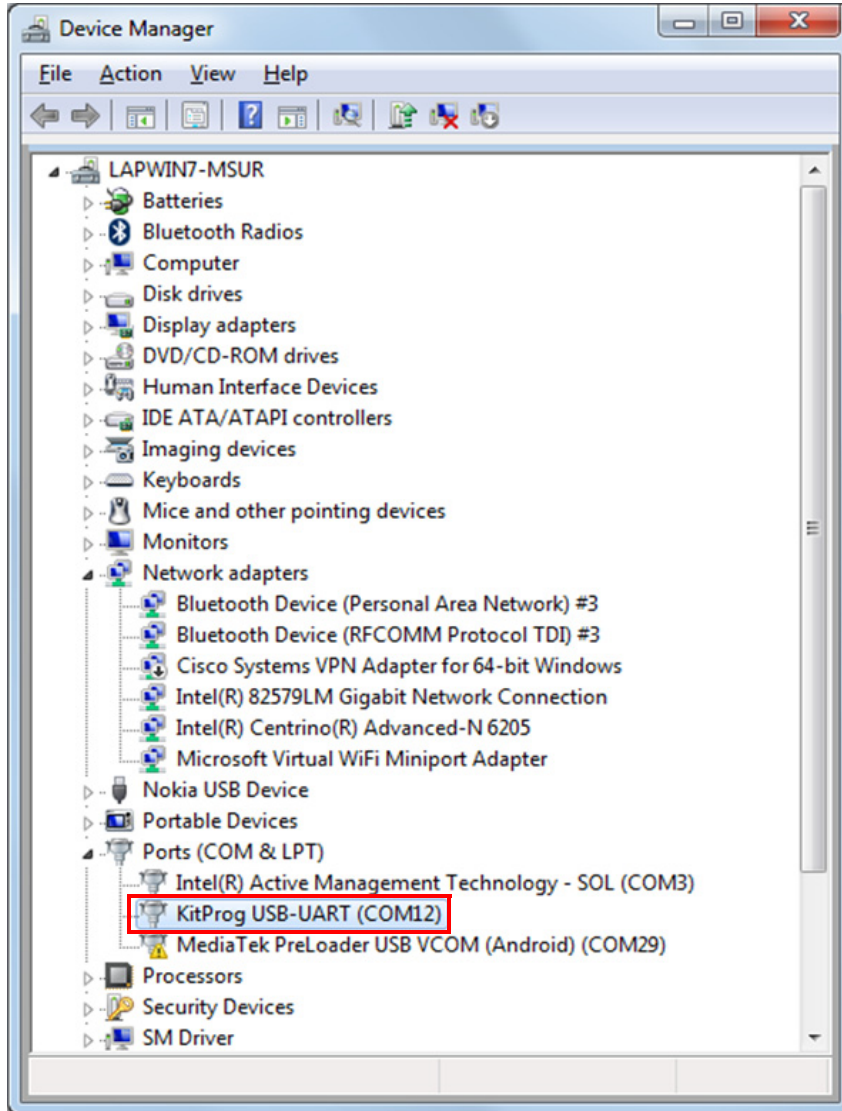 Device Manager
File Action View Help
LAPWIN7-MSUR
Batteries
Bluetooth Radios
Computer
Disk drives
Display adapters
DVD/CD-ROM drives
Human Interface Devices
IDE ATA/ATAPI controllers
Imaging devices
Keyboards
Mice and other pointing devices
Monitors
Network adapters
Bluetooth Device (Personal Area Network) #3
Bluetooth Device (RFCOMM Protocol TDI) #3
Cisco Systems VPN Adapter for 64-bit Windows
Intel(R) 82579LM Gigabit Network Connection
Intel(R) Centrino(R) Advanced-N 6205
Microsoft Virtual WiFi Miniport Adapter
Nokia USB Device
Portable Devices
Ports (COM & LPT)
Intel(R) Active Management Technology - SOL (COM3)
KitProg USB-UART (COM12)
MediaTek PreLoader USB VCOM (Android) (COM29)
Processors
Security Devices
SM Driver